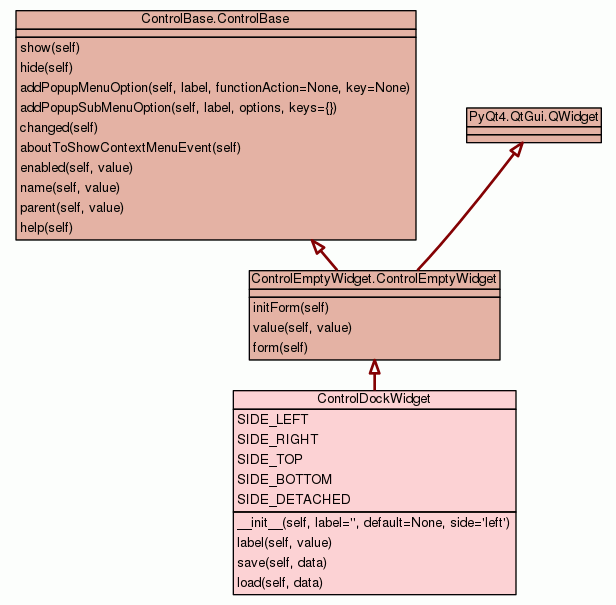 ControlBase.ControlBase
show(self)
hide(self)
addPopupMenuOption(self, label, functionAction=None, key=None)
addPopupSubMenuOption(self, label, options, keys={})
changed(self)
aboutToShowContextMenuEvent(self)
enabled(self, value)
name(self, value)
parent(self, value)
help(self)
PyQt4.QtGui.QWidget
ControlEmptyWidget.ControlEmptyWidget
initForm(self)
value(self, value)
form(self)
ControlDockWidget
SIDE_LEFT
SIDE_RIGHT
SIDE_TOP
SIDE_BOTTOM
SIDE_DETACHED
__init__(self, label='', default=None, side='left')
label(self, value)
save(self, data)
load(self, data)